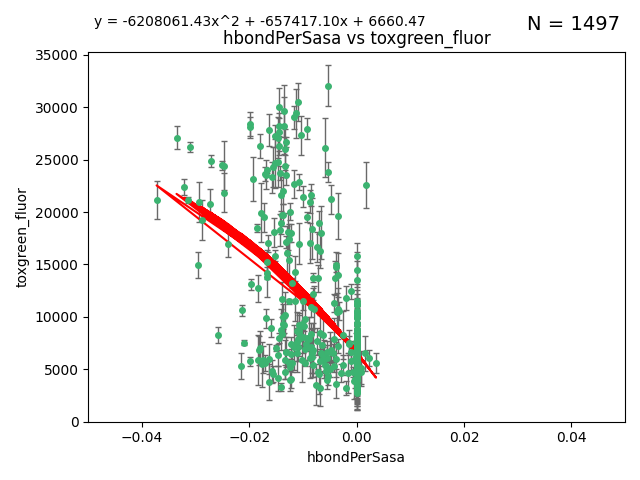 y = -6208061.43x^2 + -657417.10x + 6660.47
N = 1497
hbondPerSasa vs toxgreen_fluor
35000
30000
25000
20000
15000
10000
5000
0
toxgreen_fluor
−0.04
−0.02
0.00
0.02
0.04
hbondPerSasa